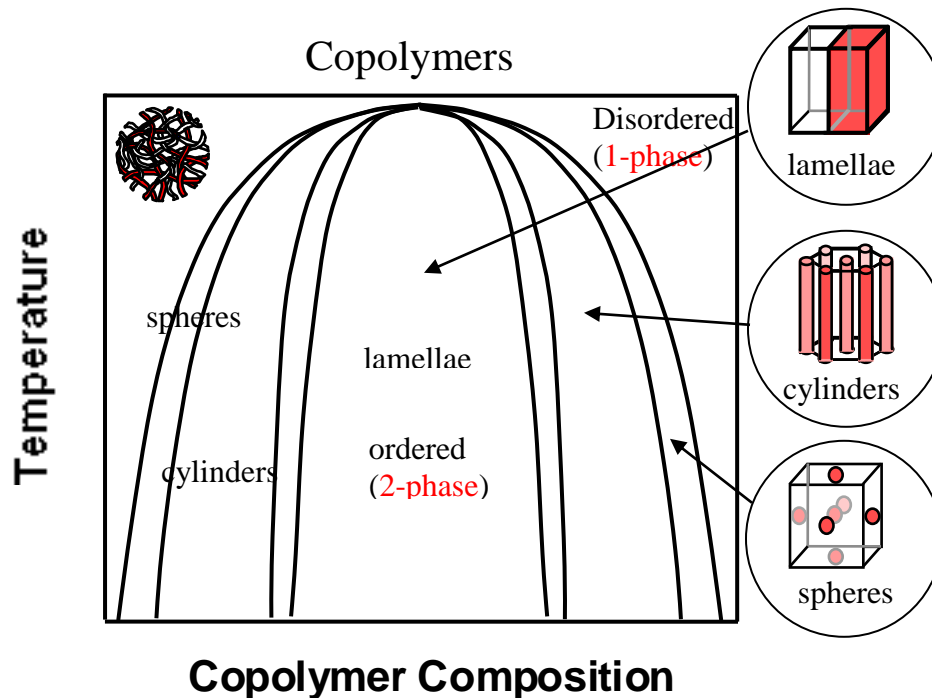 Copolymers
Disordered
(1-phase)
lamellae
spheres
lamellae
cylinders
cylinders
ordered
(2-phase)
spheres
Temperature
Copolymer Composition